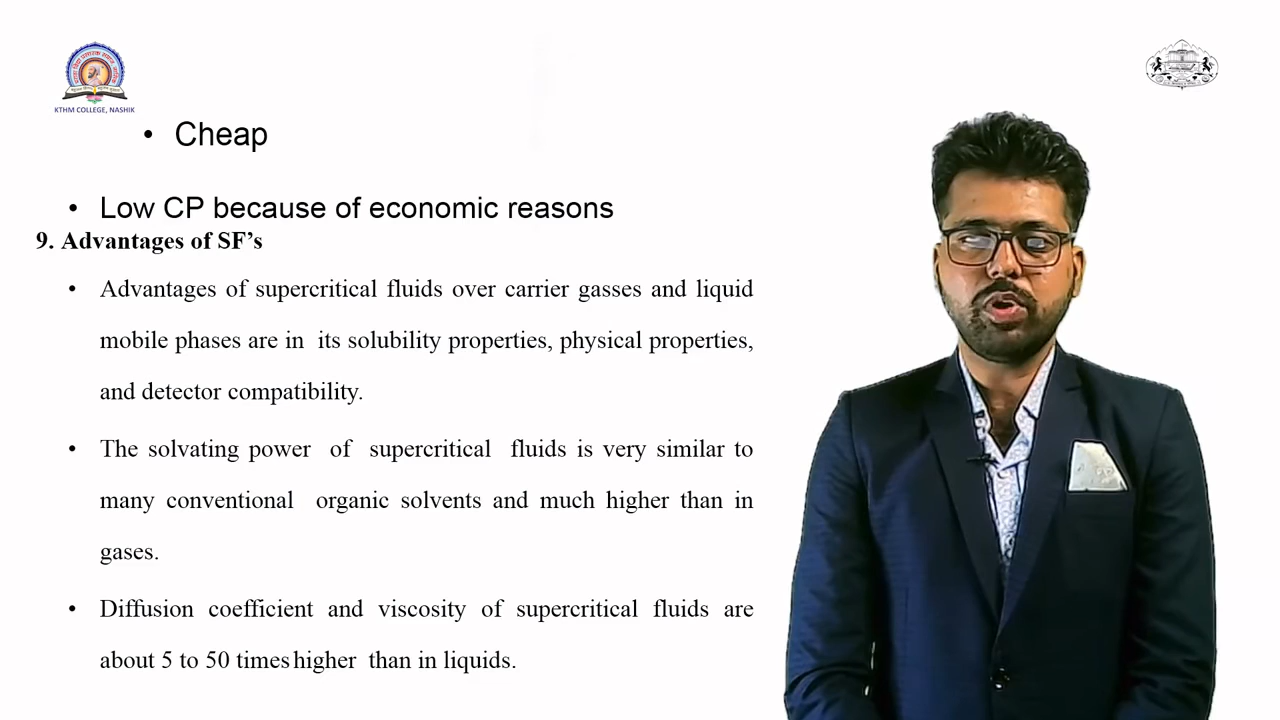 KTHM COLLEGE, NASHIK
• Cheap
• Low CP because of economic reasons
9. Advantages of SF’s
• Advantages of supercritical fluids over carrier gasses and liquid
mobile phases are in its solubility properties, physical properties,
and detector compatibility.
• The solvating power of supercritical fluids is very similar to
many conventional organic solvents and much higher than in
gases.
• Diffusion coefficient and viscosity of supercritical fluids are
about 5 to 50 times higher than in liquids.